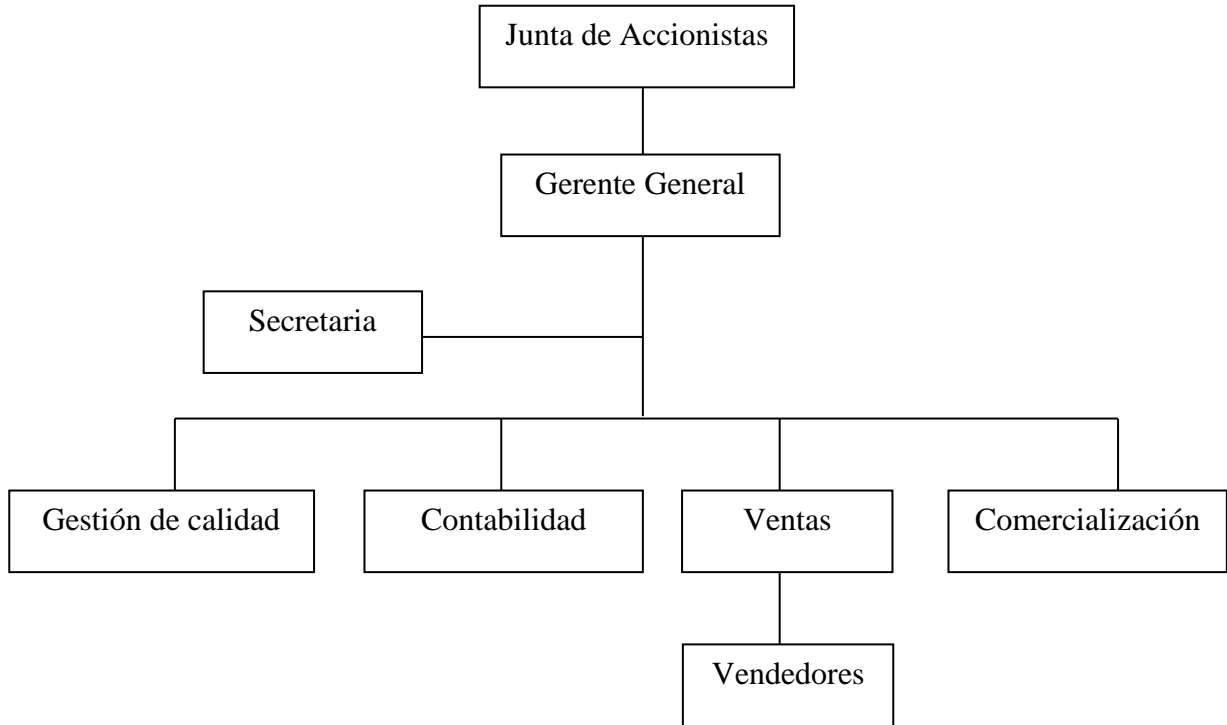 Junta de Accionistas
Gerente General
Secretaria
Gestión de calidad
Contabilidad
Ventas
Comercialización
Vendedores